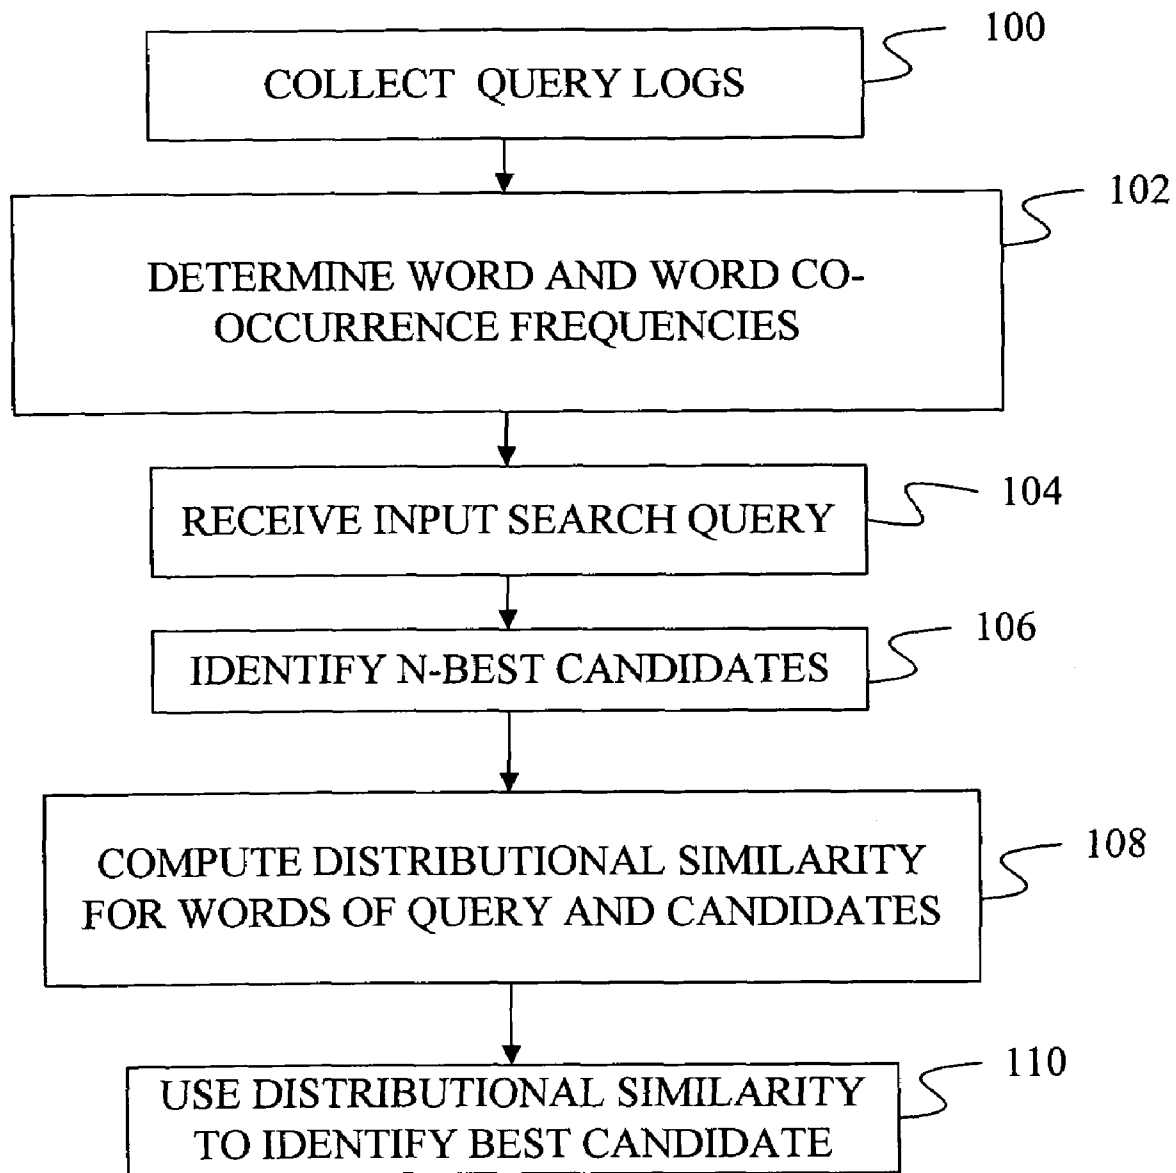 COLLECT QUERY LOGS
100
DETERMINE WORD AND WORD CO-
OCCURRENCE FREQUENCIES
102
RECEIVE INPUT SEARCH QUERY
104
IDENTIFY N-BEST CANDIDATES
106
COMPUTE DISTRIBUTIONAL SIMILARITY
FOR WORDS OF QUERY AND CANDIDATES
108
USE DISTRIBUTIONAL SIMILARITY
TO IDENTIFY BEST CANDIDATE
110